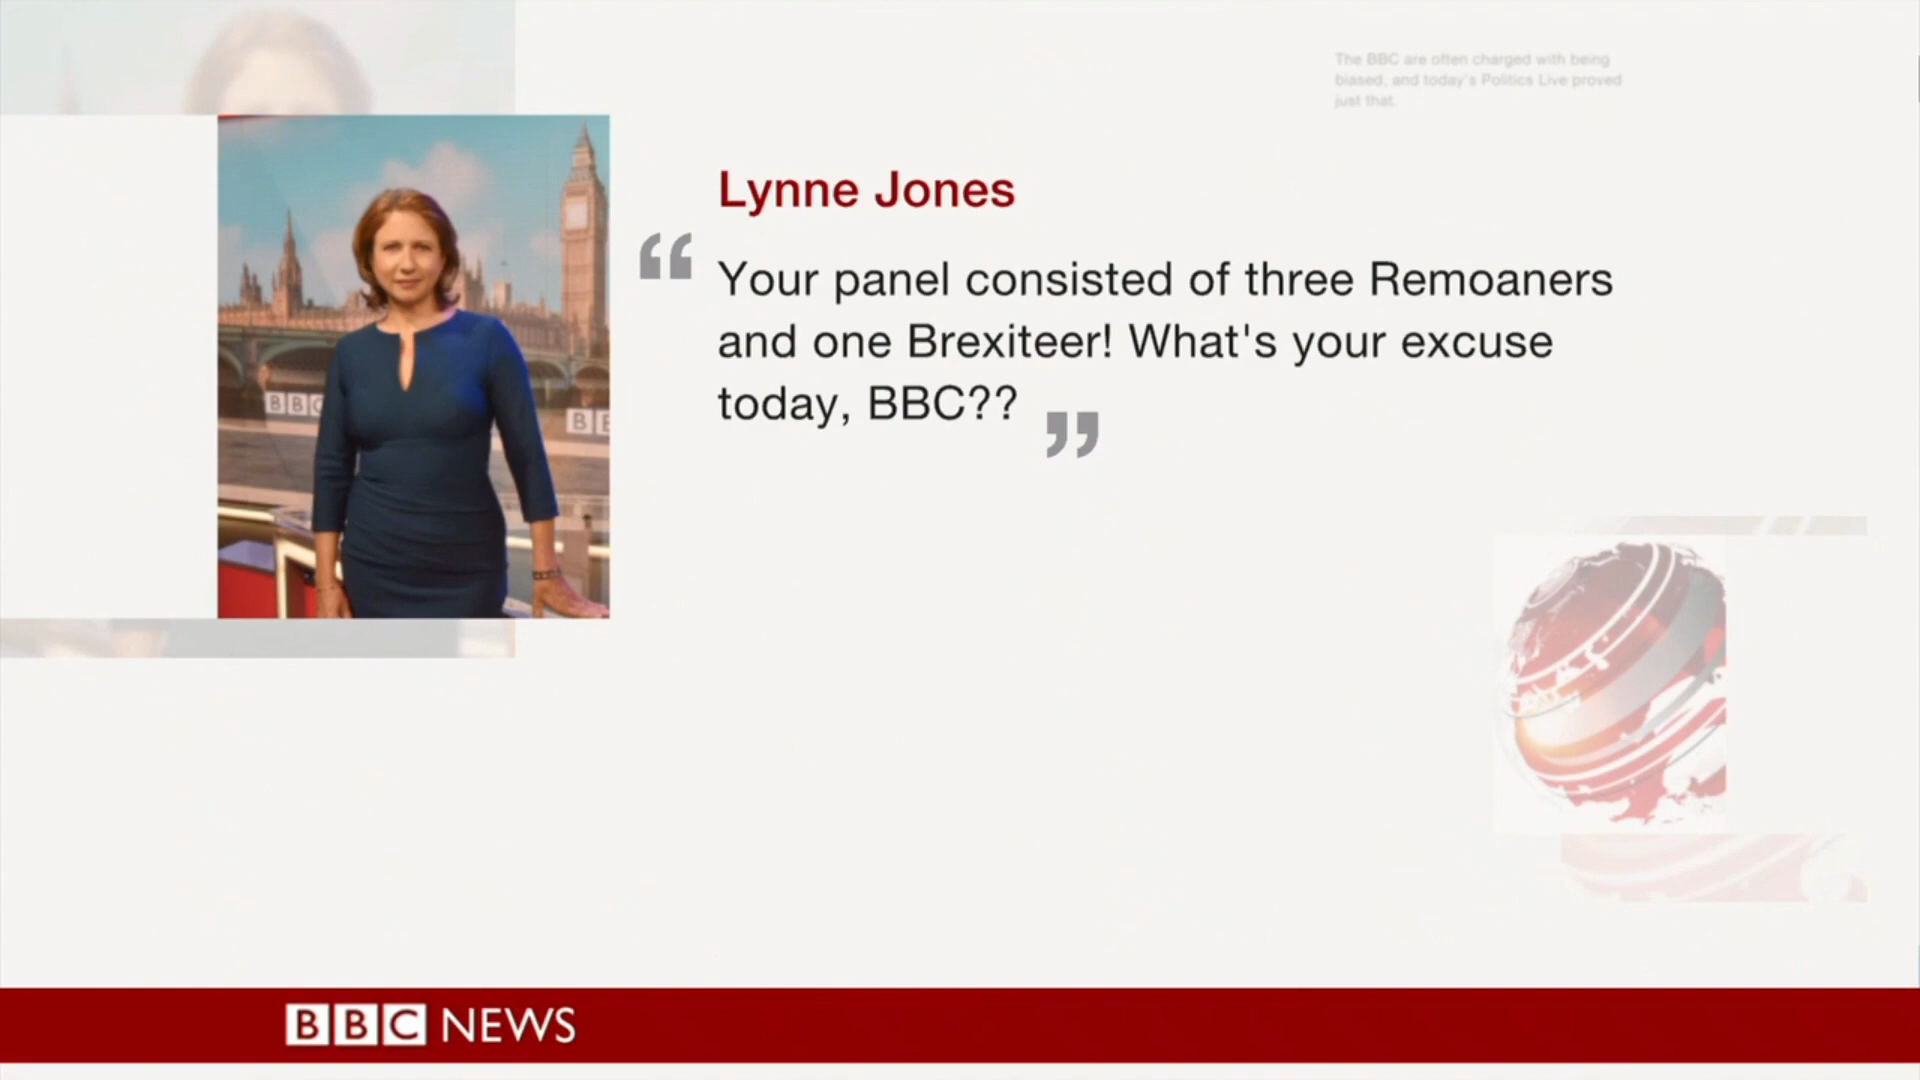 The BBC are often charged with being
biased, and today's Politics Live proved
just that.
Lynne Jones
“ Your panel consisted of three Remoaners
and one Brexiteer! What's your excuse
today, BBC?? ”
BBC
BB
BBC NEWS